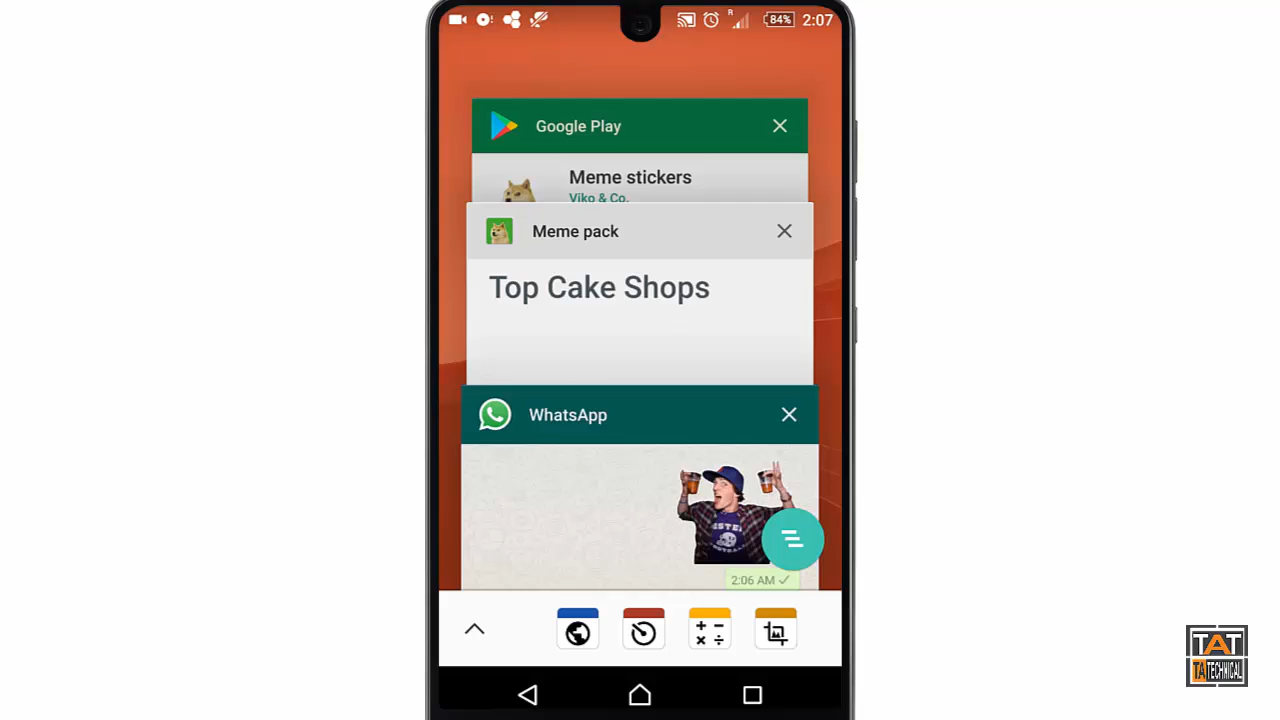 R
84%
2:07
Google Play
Meme stickers
Viko & Co.
Meme pack
Top Cake Shops
WhatsApp
2:06 AM
TAT
TATECHNICAL